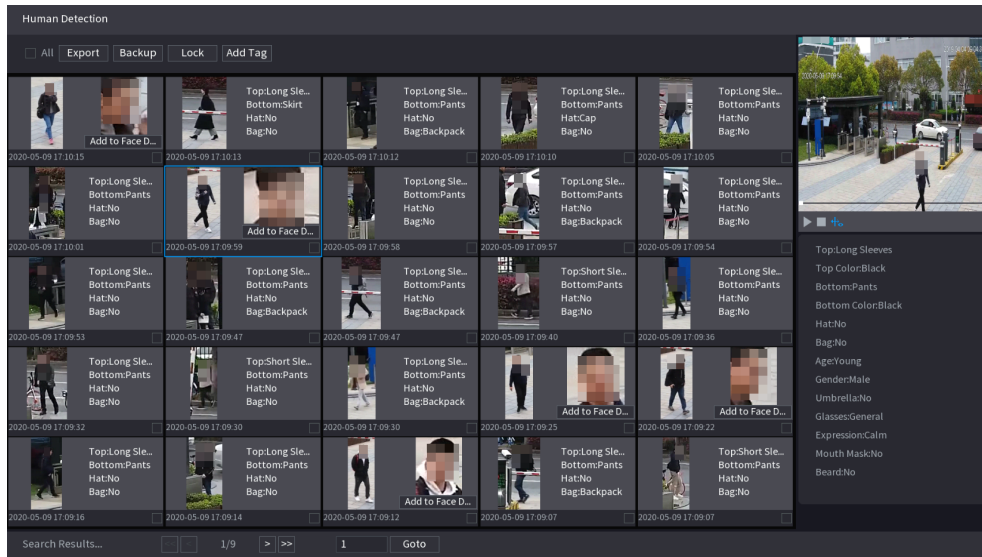 Human Detection
All Export Backup Lock Add Tag
Add to Face D...
2020-05-09 17:10:15
Top:Long Sle...
Bottom:Skirt
Hat:No
Bag:No
2020-05-09 17:10:13
Top:Long Sle...
Bottom:Pants
Hat:No
Bag:Backpack
2020-05-09 17:10:12
Top:Long Sle...
Bottom:Pants
Hat:Cap
Bag:No
2020-05-09 17:10:10
Top:Long Sle...
Bottom:Pants
Hat:No
Bag:No
2020-05-09 17:10:05
Top:Long Sle...
Bottom:Pants
Hat:No
Bag:No
2020-05-09 17:10:01
Add to Face D...
2020-05-09 17:09:59
Top:Long Sle...
Bottom:Pants
Hat:No
Bag:No
2020-05-09 17:09:58
Top:Long Sle...
Bottom:Pants
Hat:No
Bag:Backpack
2020-05-09 17:09:57
Top:Long Sle...
Bottom:Pants
Hat:No
Bag:No
2020-05-09 17:09:54
Top:Long Sle...
Bottom:Pants
Hat:No
Bag:No
2020-05-09 17:09:53
Top:Long Sle...
Bottom:Pants
Hat:No
Bag:Backpack
2020-05-09 17:09:47
Top:Long Sle...
Bottom:Pants
Hat:No
Bag:Backpack
2020-05-09 17:09:47
Top:Short Sle...
Bottom:Pants
Hat:No
Bag:No
2020-05-09 17:09:40
Top:Long Sle...
Bottom:Pants
Hat:No
Bag:No
2020-05-09 17:09:36
Top:Long Sle...
Bottom:Pants
Hat:No
Bag:No
2020-05-09 17:09:32
Top:Short Sle...
Bottom:Pants
Hat:No
Bag:No
2020-05-09 17:09:30
Top:Long Sle...
Bottom:Pants
Hat:No
Bag:Backpack
2020-05-09 17:09:30
Add to Face D...
2020-05-09 17:09:25
Add to Face D...
2020-05-09 17:09:22
Top:Long Sle...
Bottom:Pants
Hat:No
Bag:No
2020-05-09 17:09:16
Top:Long Sle...
Bottom:Pants
Hat:No
Bag:No
2020-05-09 17:09:14
Add to Face D...
2020-05-09 17:09:12
Top:Long Sle...
Bottom:Pants
Hat:No
Bag:Backpack
2020-05-09 17:09:07
Top:Short Sle...
Bottom:Pants
Hat:No
Bag:No
2020-05-09 17:09:07
2020-05-09 17:09:54
Top:Long Sleeves
Top Color:Black
Bottom:Pants
Bottom Color:Black
Hat:No
Bag:No
Age:Young
Gender:Male
Umbrella:No
Glasses:General
Expression:Calm
Mouth Mask:No
Beard:No
Search Results... 1/9 > >> 1 Goto